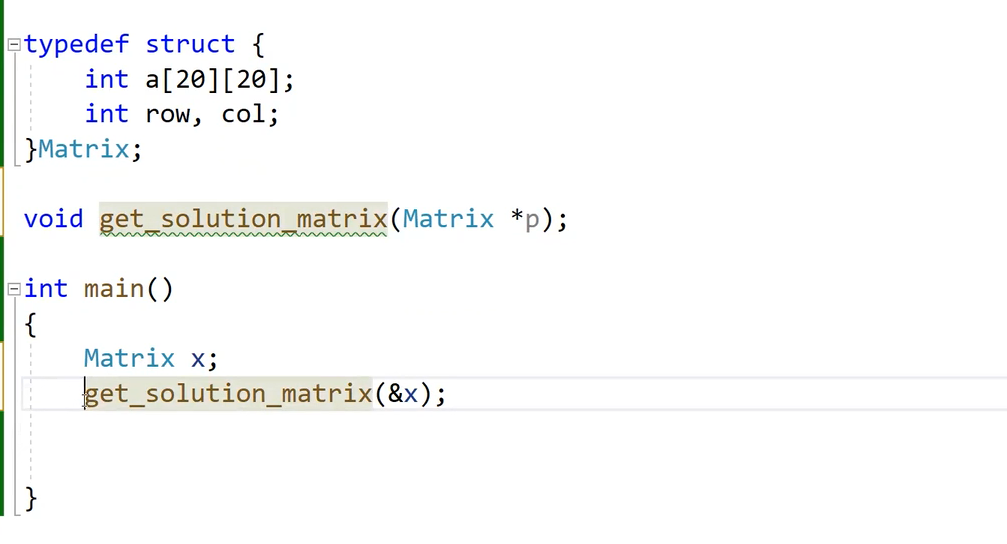 typedef struct {
    int a[20][20];
    int row, col;
}Matrix;
void get_solution_matrix(Matrix *p);
int main()
{
    Matrix x;
    get_solution_matrix(&x);
}